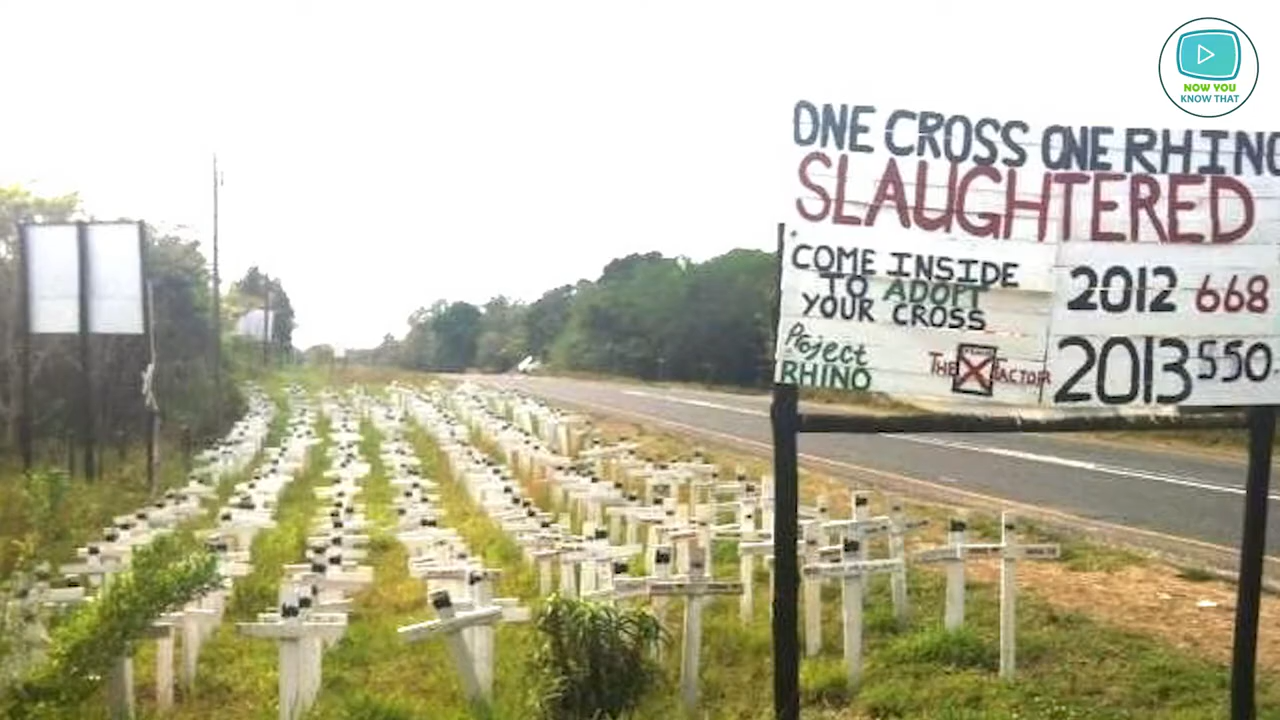 NOW YOU
KNOW THAT
ONE CROSS ONE RHINO
SLAUGHTERED
COME INSIDE
TO ADOPT
YOUR CROSS
Project
RHINO
THE X FACTOR
2012 668
2013 550